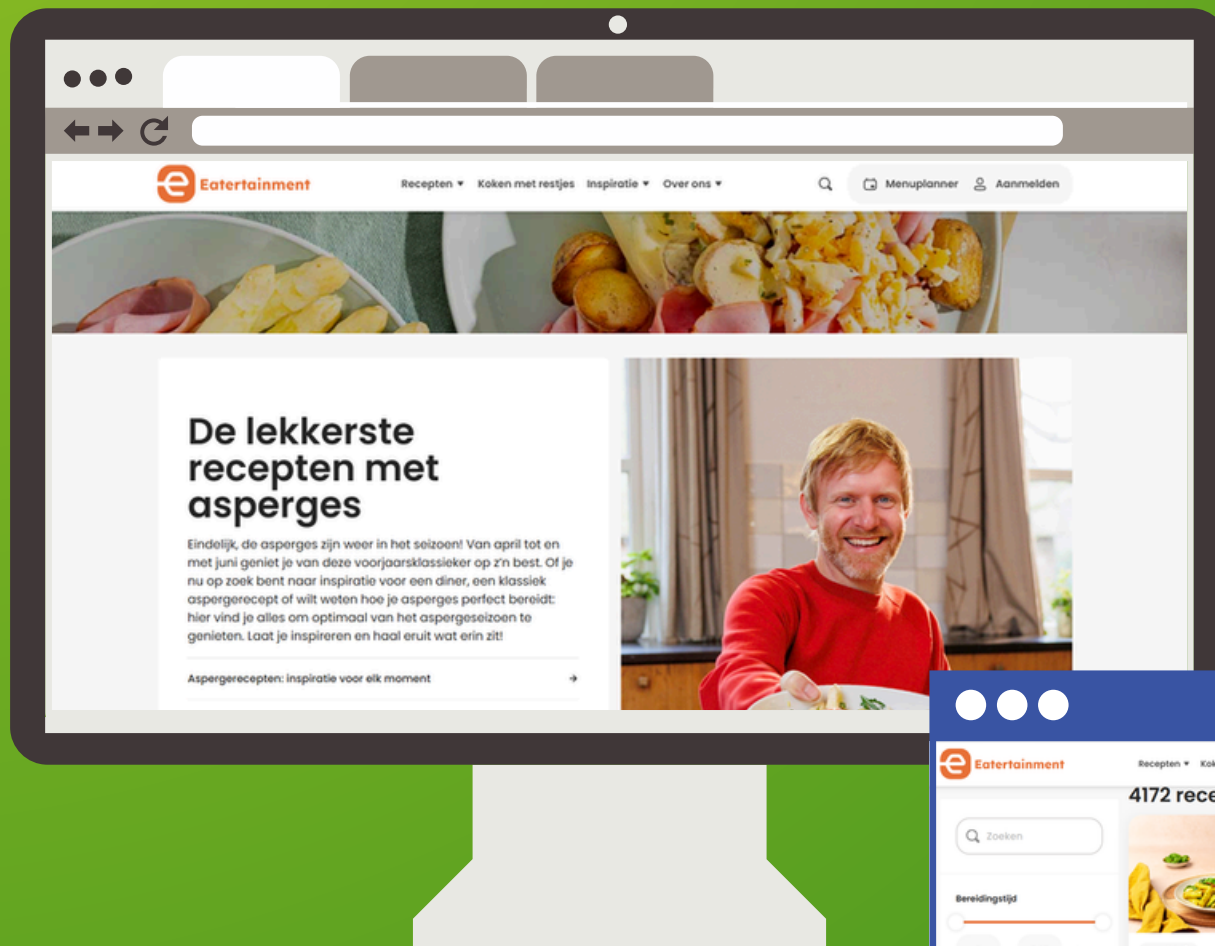 Eatertainment
Recepten Koken met restjes Inspiratie Over ons
Menuplanner Aanmelden
De lekkerste
recepten met
asperges
Eindelijk, de asperges zijn weer in het seizoen! Van april tot en
met juni geniet je van deze voorjaarsklassieker op z'n best. Of je
nu op zoek bent naar inspiratie voor een diner, een klassiek
aspergerecept of wilt weten hoe je asperges perfect bereidt:
hier vind je alles om optimaal van het aspergeseizoen te
genieten. Laat je inspireren en haal eruit wat erin zit!
Aspergerecepten: inspiratie voor elk moment
Eatertainment
Recepten
4172
Zoeken
Bereidingstijd